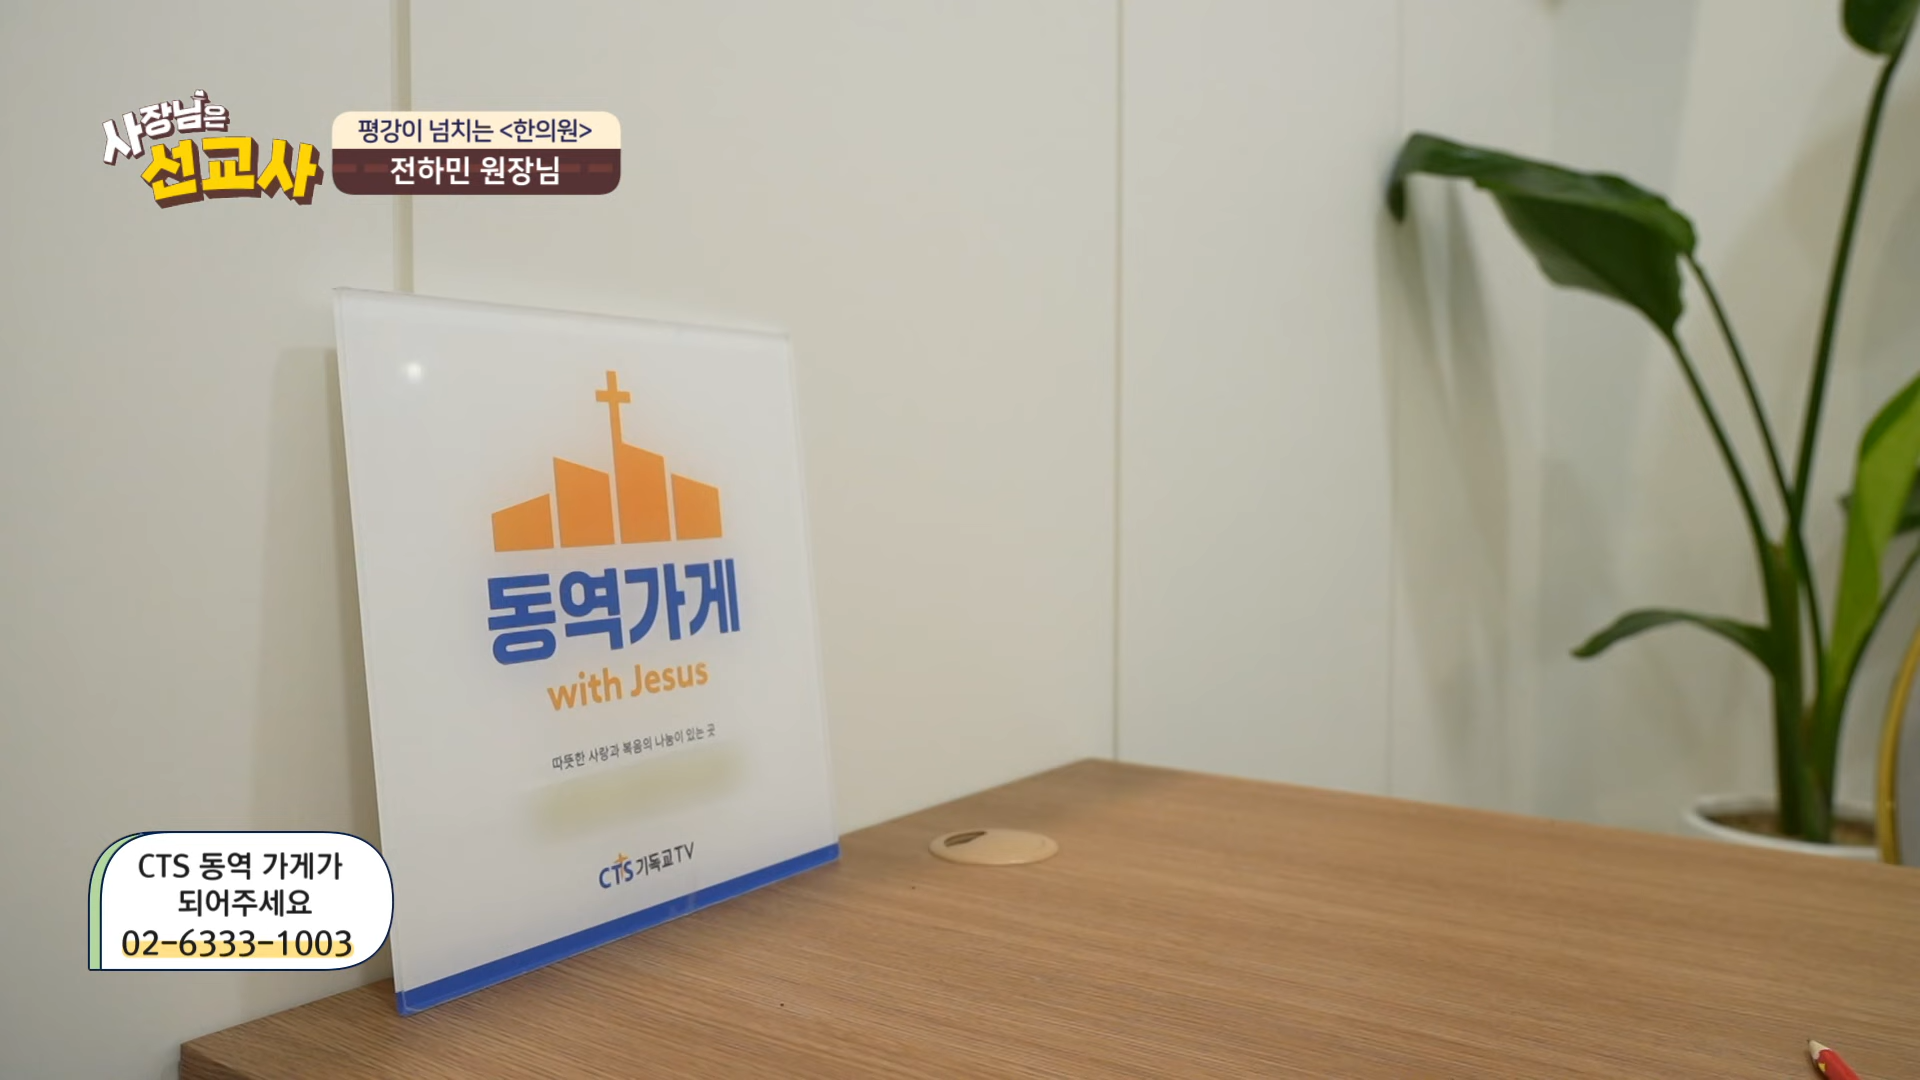 사장님은
선교사
평강이 넘치는 <한의원>
전하민 원장님
동역가게
with Jesus
따뜻한 사랑과 복음의 나눔이 있는 곳
CTS 기독교TV
CTS 동역 가게가
되어주세요
02-6333-1003